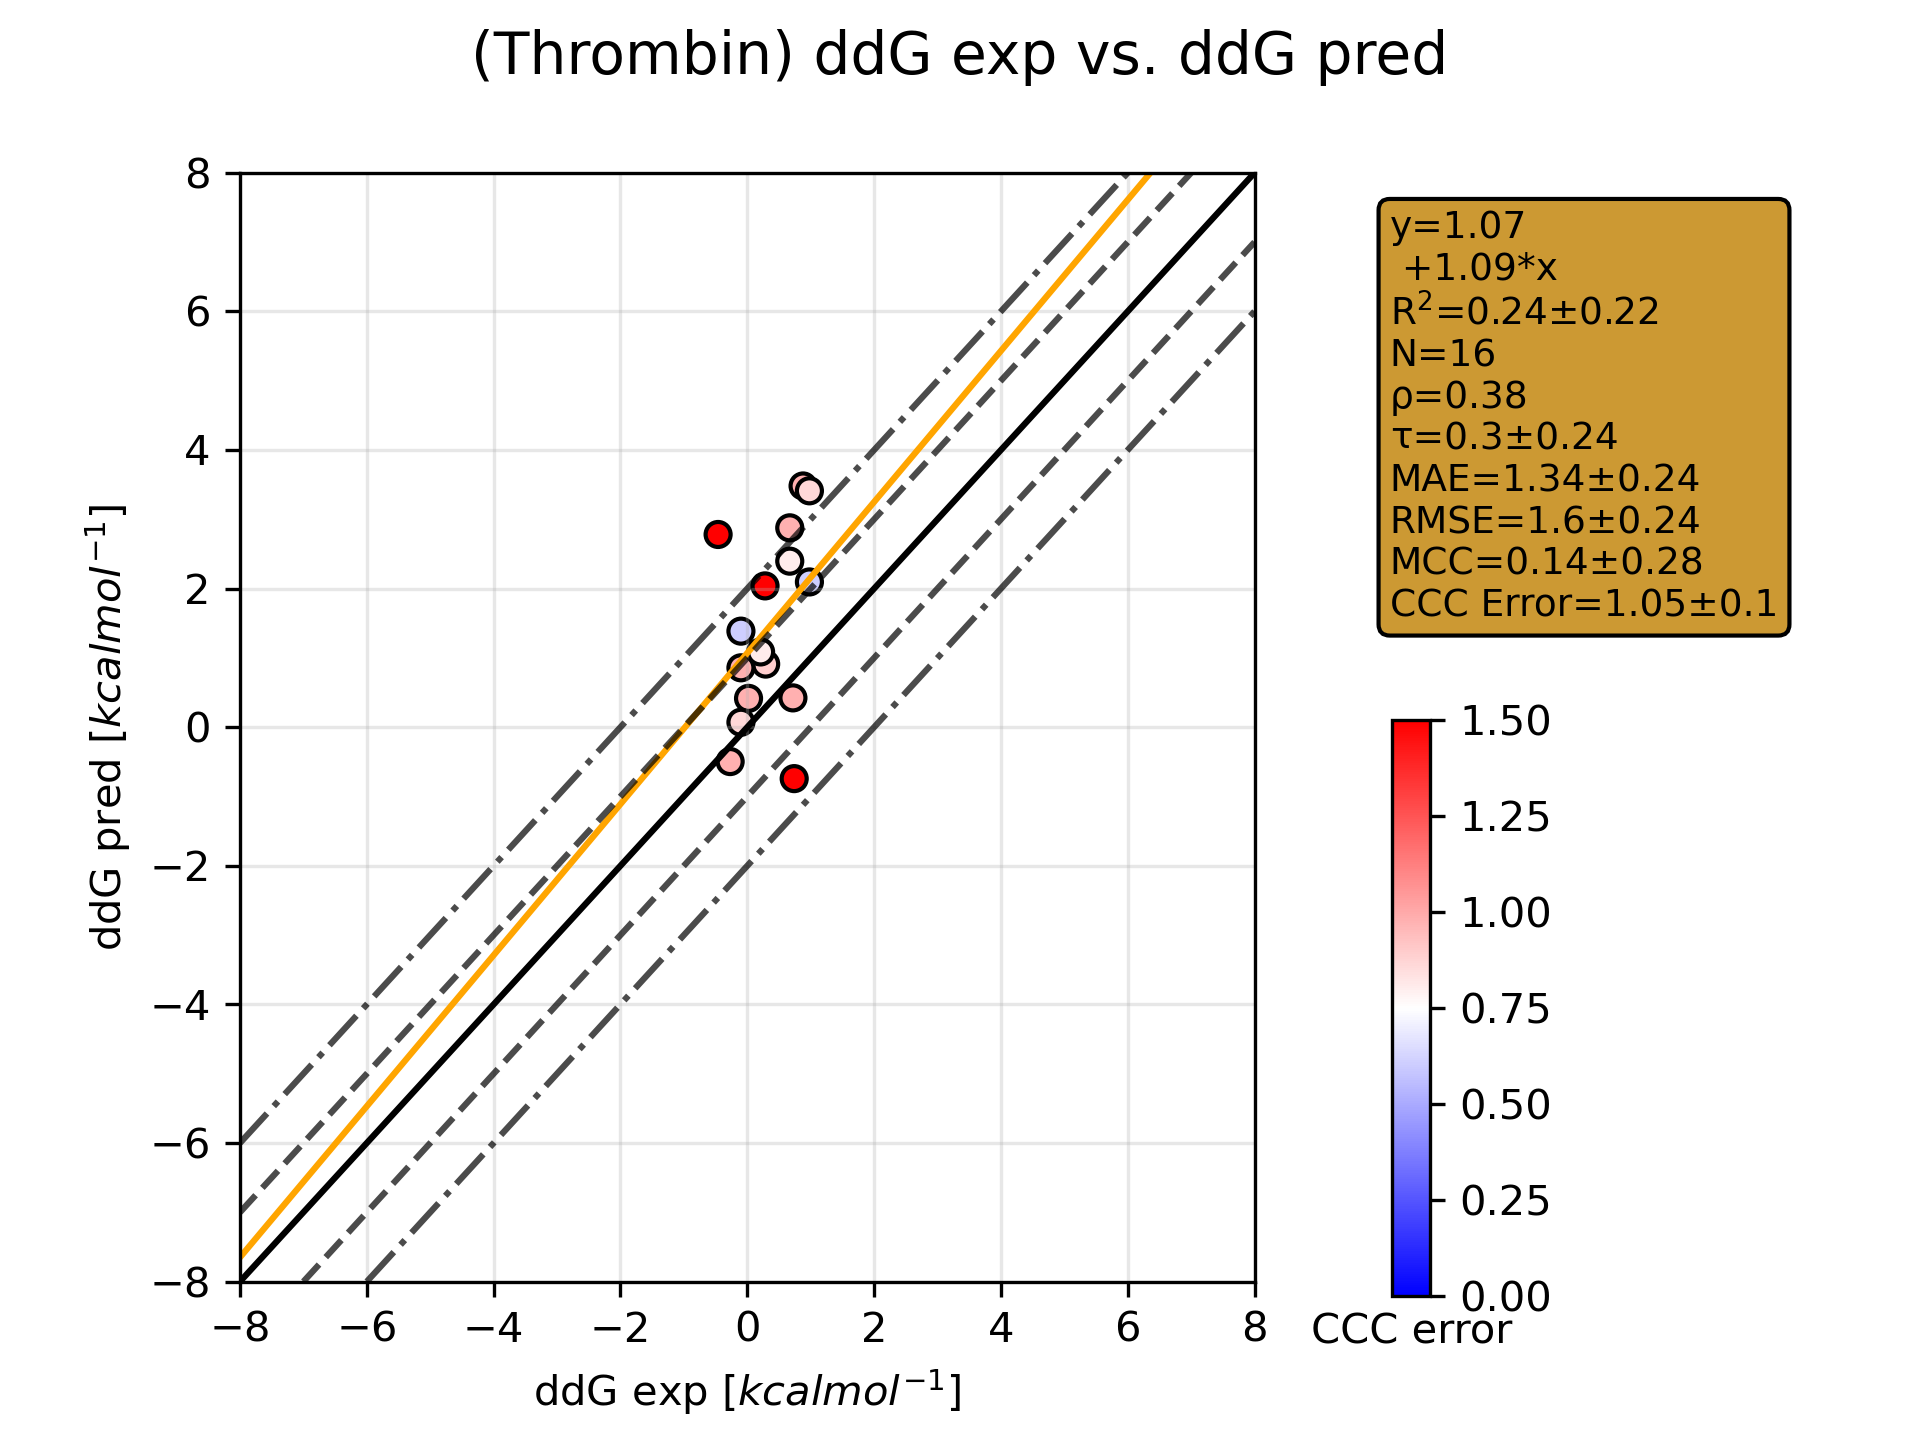 (Thrombin) ddG exp vs. ddG pred
8
6
4
2
0
−2
−4
−6
−8
ddG pred [kcalmol⁻¹]
−8 −6 −4 −2 0 2 4 6 8
ddG exp [kcalmol⁻¹]
y=1.07
+1.09*x
R²=0.24±0.22
N=16
ρ=0.38
τ=0.3±0.24
MAE=1.34±0.24
RMSE=1.6±0.24
MCC=0.14±0.28
CCC Error=1.05±0.1
1.50
1.25
1.00
0.75
0.50
0.25
0.00
CCC error